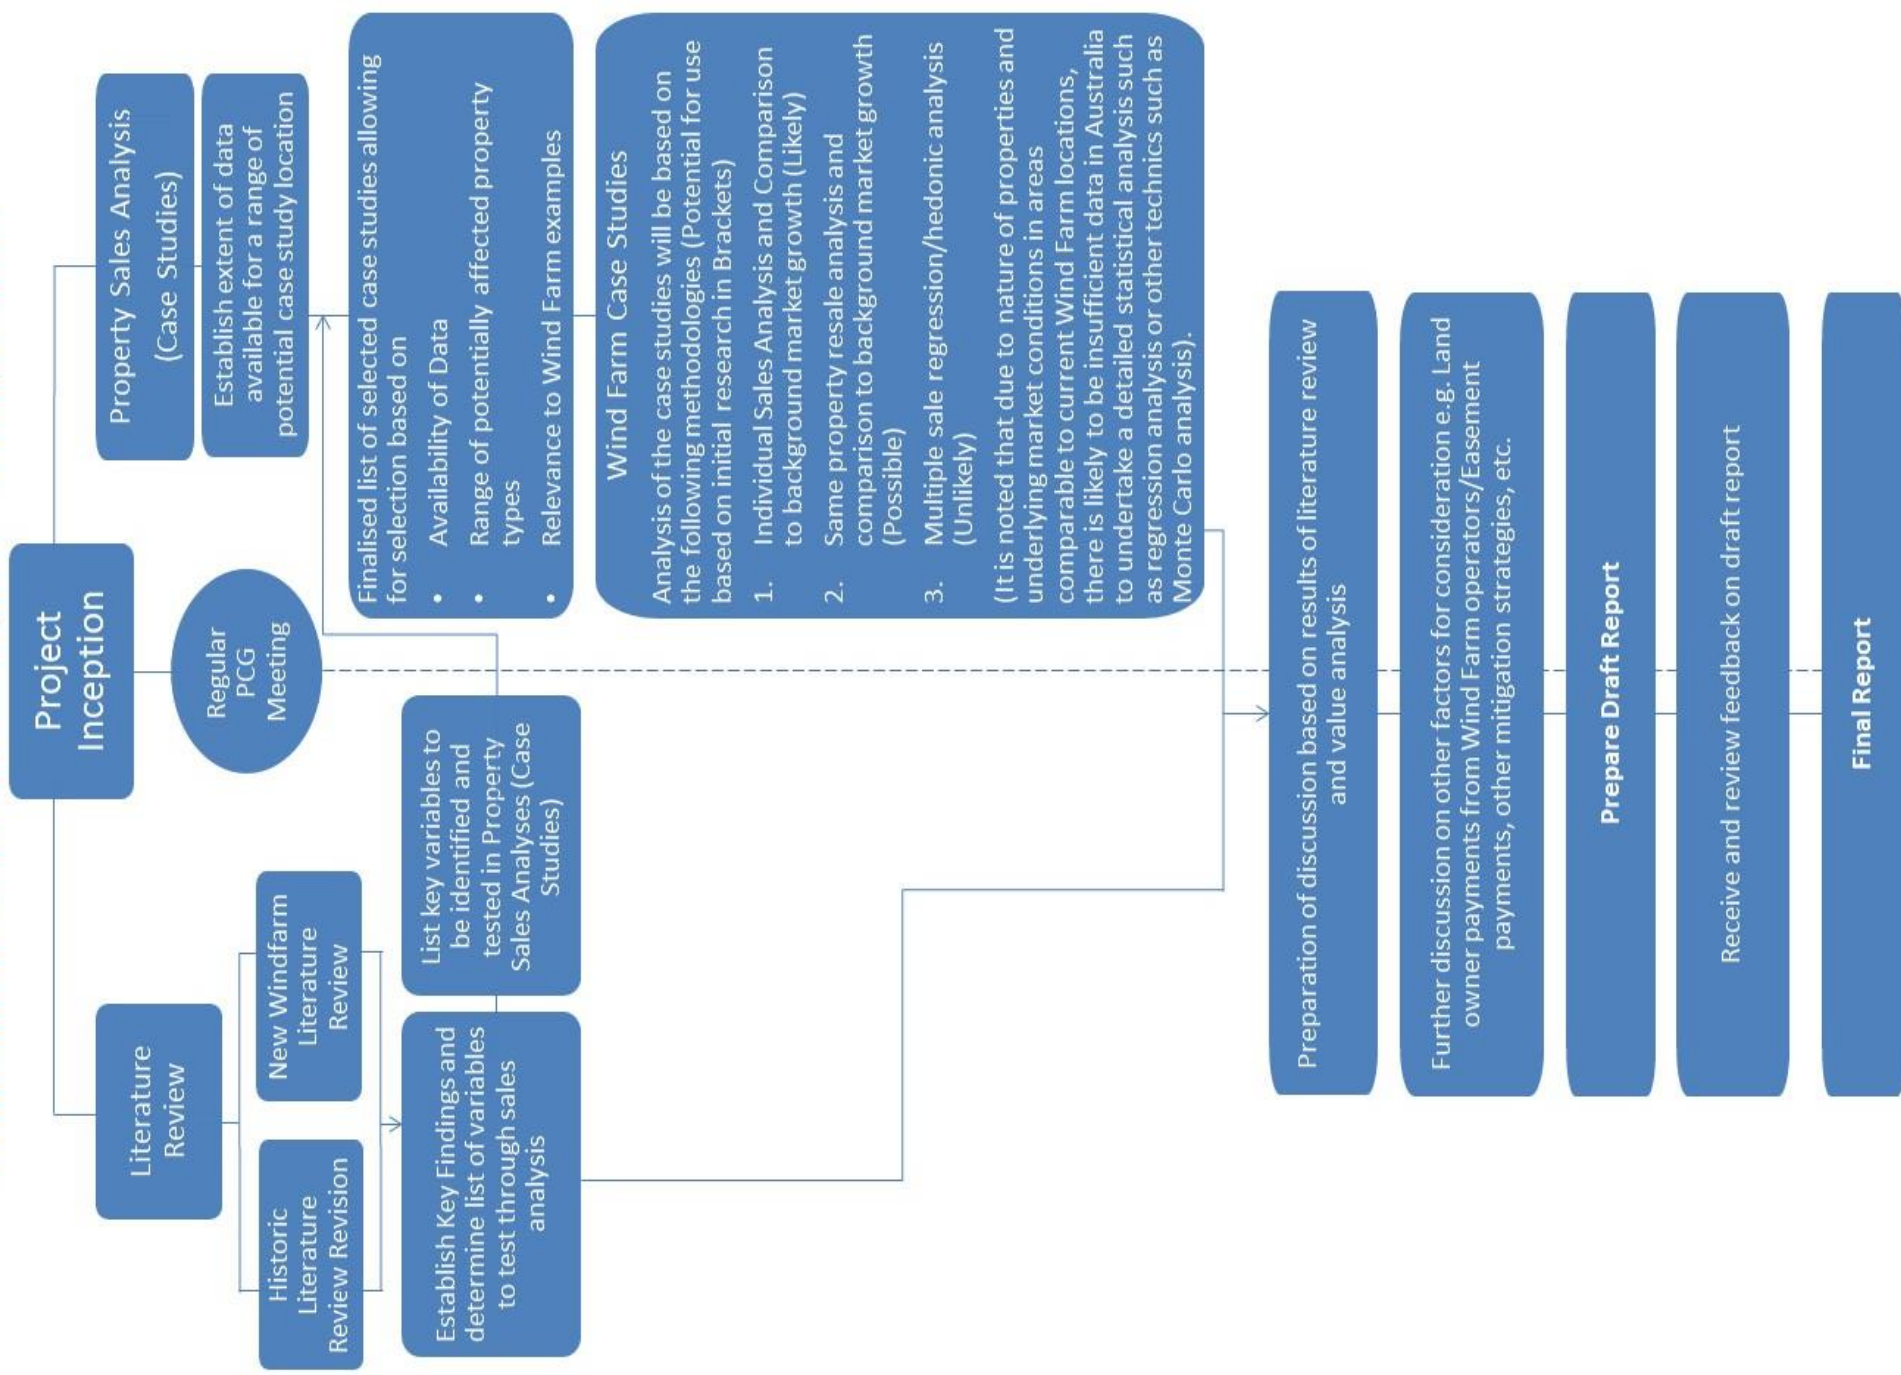 Project
Inception
Regular
PCG
Meeting
Literature
Review
Historic
Literature
Review Revision
New Windfarm
Literature
Review
Establish Key Findings and
determine list of variables
to test through sales
analysis
List key variables to
be identified and
tested in Property
Sales Analyses (Case
Studies)
Property Sales Analysis
(Case Studies)
Establish extent of data
available for a range of
potential case study location
Finalised list of selected case studies allowing
for selection based on
• Availability of Data
• Range of potentially affected property
types
• Relevance to Wind Farm examples
Wind Farm Case Studies
Analysis of the case studies will be based on
the following methodologies (Potential for use
based on initial research in Brackets)
1. Individual Sales Analysis and Comparison
to background market growth (Likely)
2. Same property resale analysis and
comparison to background market growth
(Possible)
3. Multiple sale regression/hedonic analysis
(Unlikely)
(It is noted that due to nature of properties and
underlying market conditions in areas
comparable to current Wind Farm locations,
there is likely to be insufficient data in Australia
to undertake a detailed statistical analysis such
as regression analysis or other technics such as
Monte Carlo analysis).
Preparation of discussion based on results of literature review
and value analysis
Further discussion on other factors for consideration e.g. Land
owner payments from Wind Farm operators/Easement
payments, other mitigation strategies, etc.
Prepare Draft Report
Receive and review feedback on draft report
Final Report